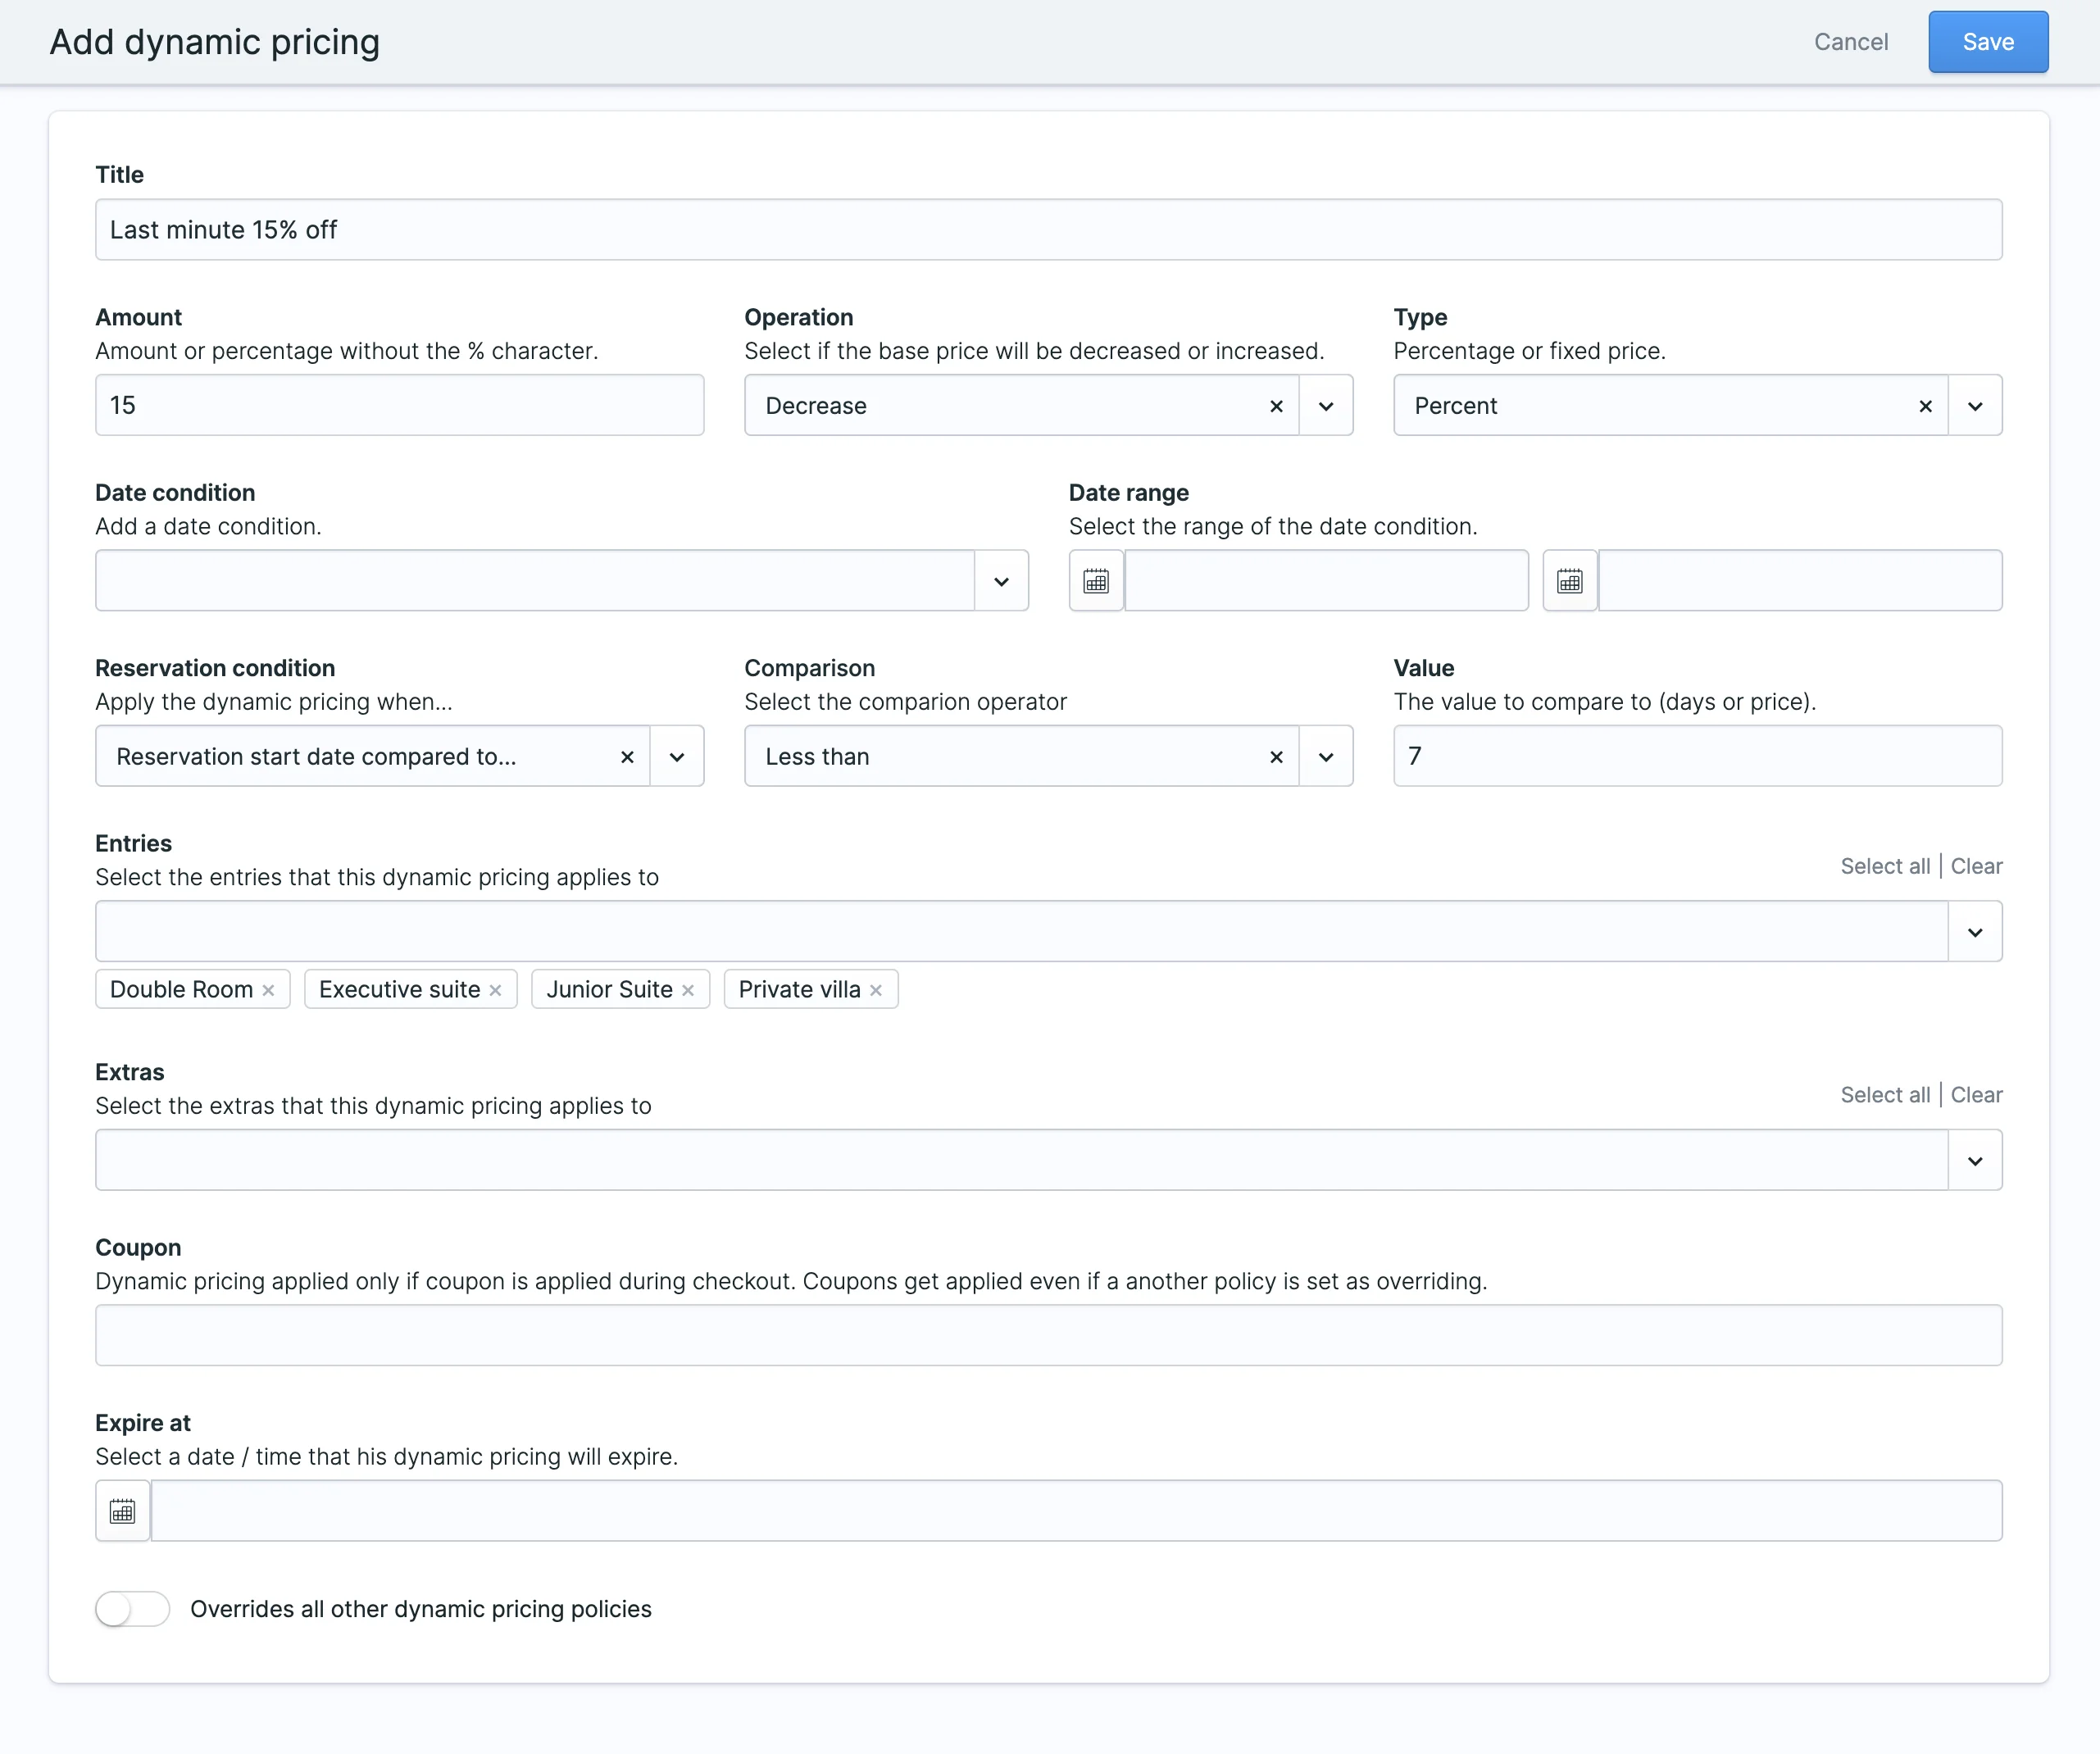 Add dynamic pricing
Cancel
Save
Title
Last minute 15% off
Amount
Operation
Type
Amount or percentage without the % character.
Select if the base price will be decreased or increased.
Percentage or fixed price.
15
Decrease
Percent
Date condition
Date range
Add a date condition.
Select the range of the date condition.
Reservation condition
Comparison
Value
Apply the dynamic pricing when...
Select the comparion operator
The value to compare to (days or price).
Reservation start date compared to...
Less than
7
Entries
Select the entries that this dynamic pricing applies to
Select all | Clear
Double Room
Executive suite
Junior Suite
Private villa
Extras
Select the extras that this dynamic pricing applies to
Select all | Clear
Coupon
Dynamic pricing applied only if coupon is applied during checkout. Coupons get applied even if a another policy is set as overriding.
Expire at
Select a date / time that his dynamic pricing will expire.
Overrides all other dynamic pricing policies